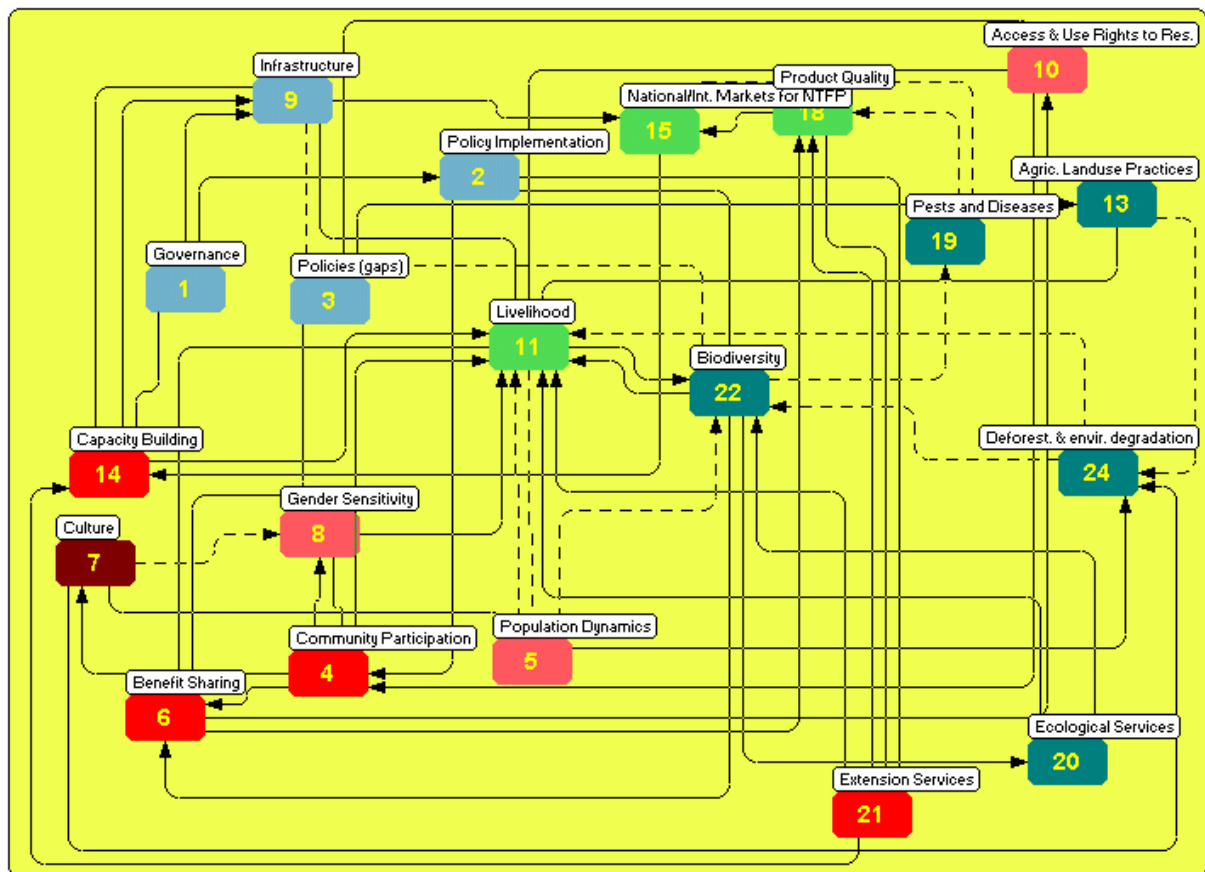 Access & Use Rights to Res.
10
Infrastructure
9
Product Quality
18
National/Int. Markets for NTFP
15
Policy Implementation
2
Agric. Landuse Practices
13
Pests and Diseases
19
Governance
1
Policies (gaps)
3
Livelihood
11
Biodiversity
22
Capacity Building
14
Deforest. & envir. degradation
24
Gender Sensitivity
8
Culture
7
Population Dynamics
5
Community Participation
4
Benefit Sharing
6
Ecological Services
20
Extension Services
21